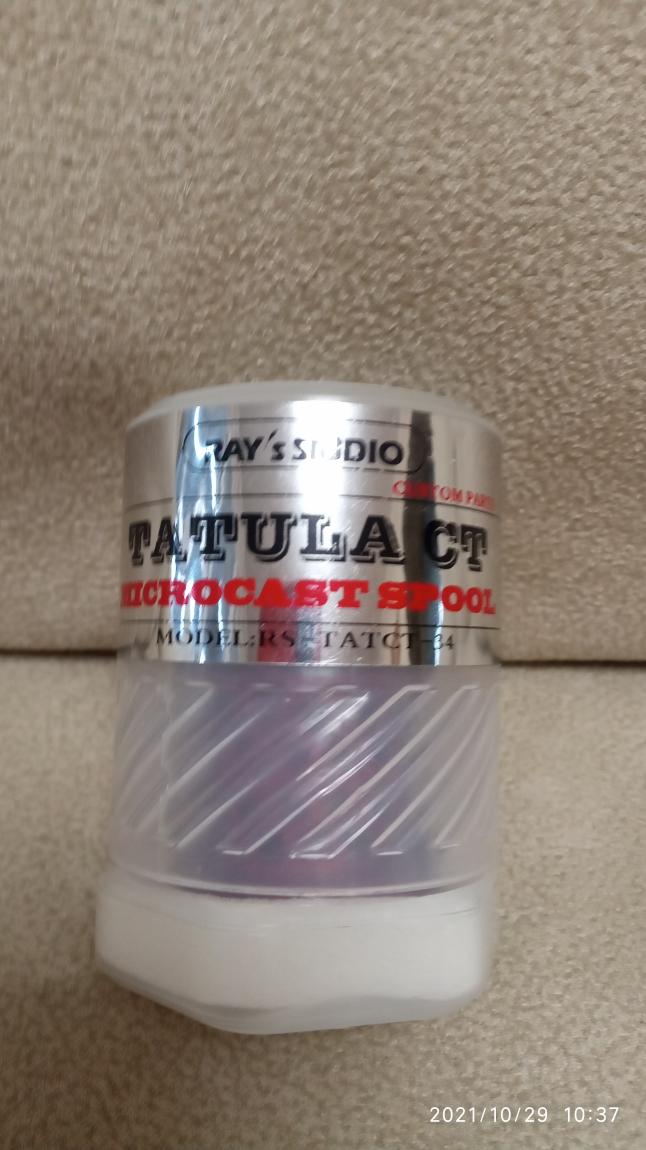 RAY's STUDIO
CUSTOM PARTS
TATULA CT
MICROCAST SPOOL
MODEL:RS-TATCT-34
2021/10/29 10:37